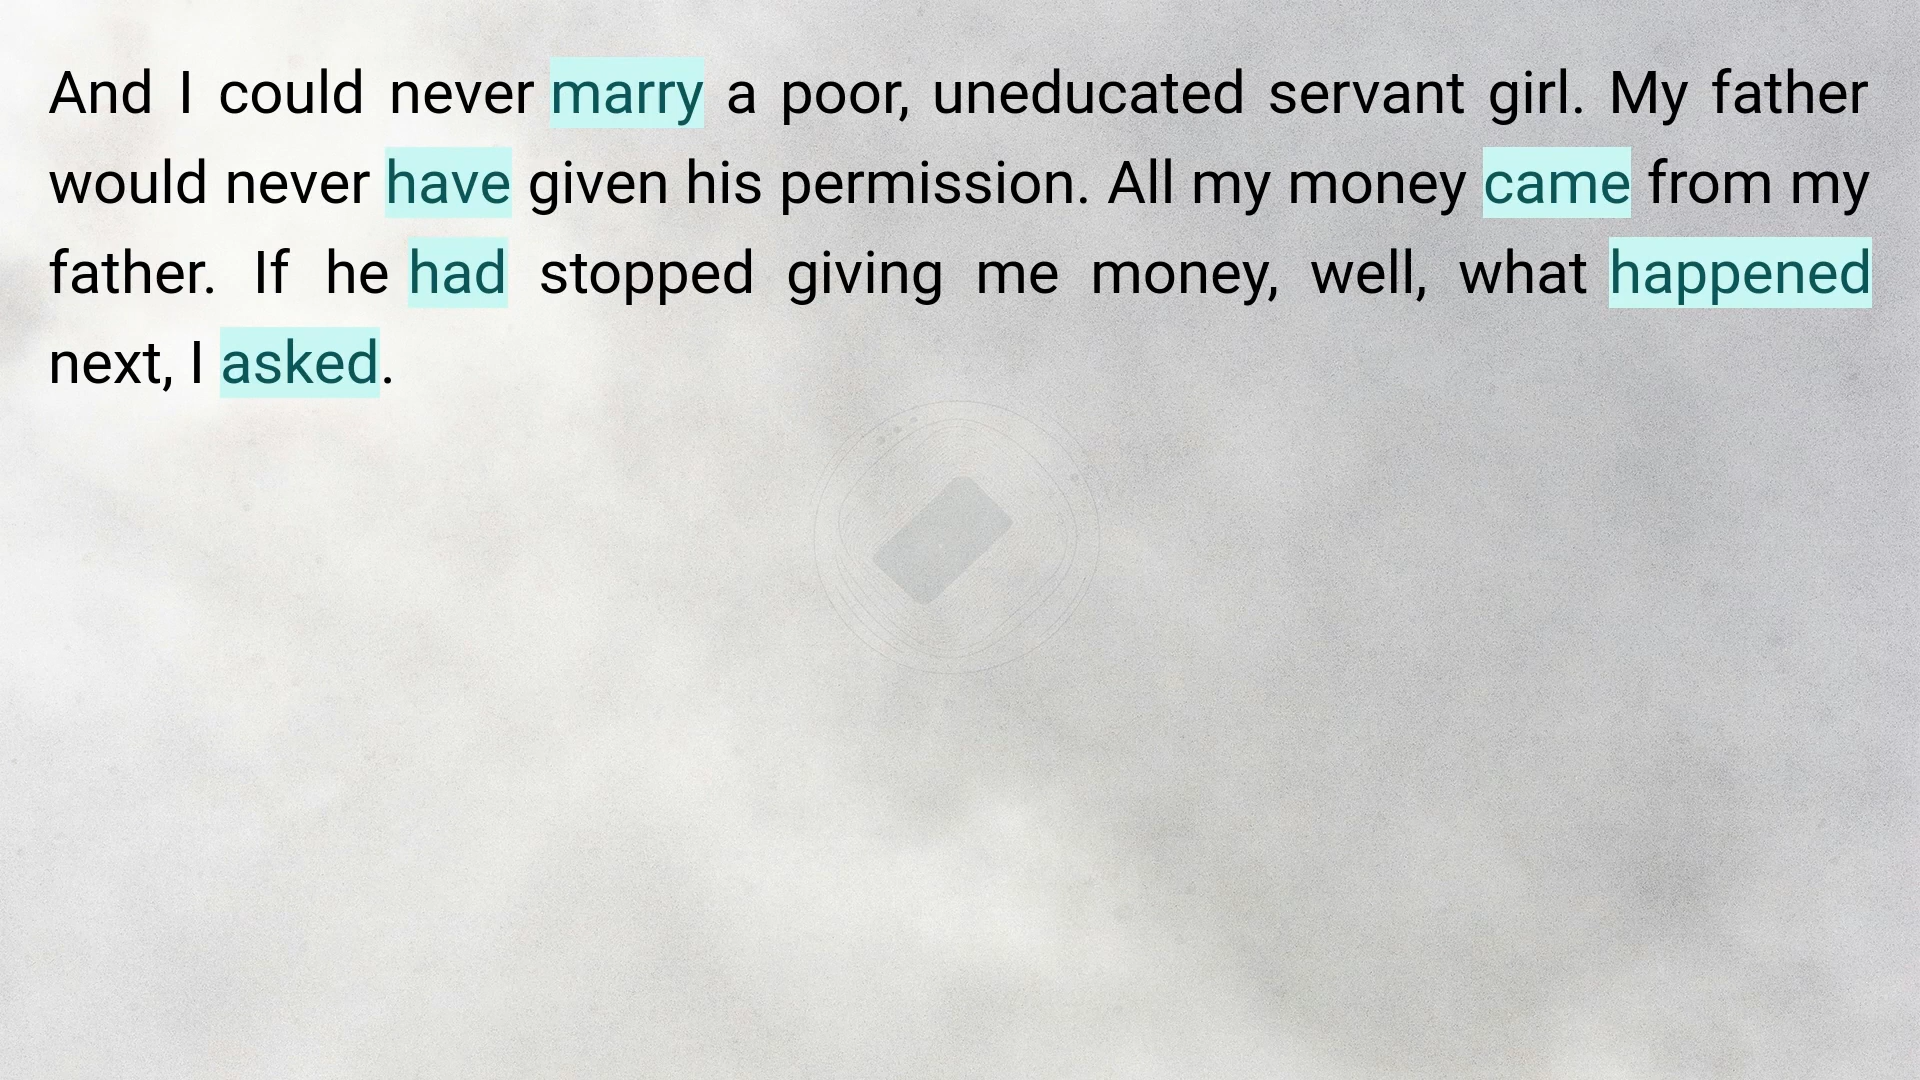 And I could never marry a poor, uneducated servant girl. My father
would never have given his permission. All my money came from my
father. If he had stopped giving me money, well, what happened
next, I asked.